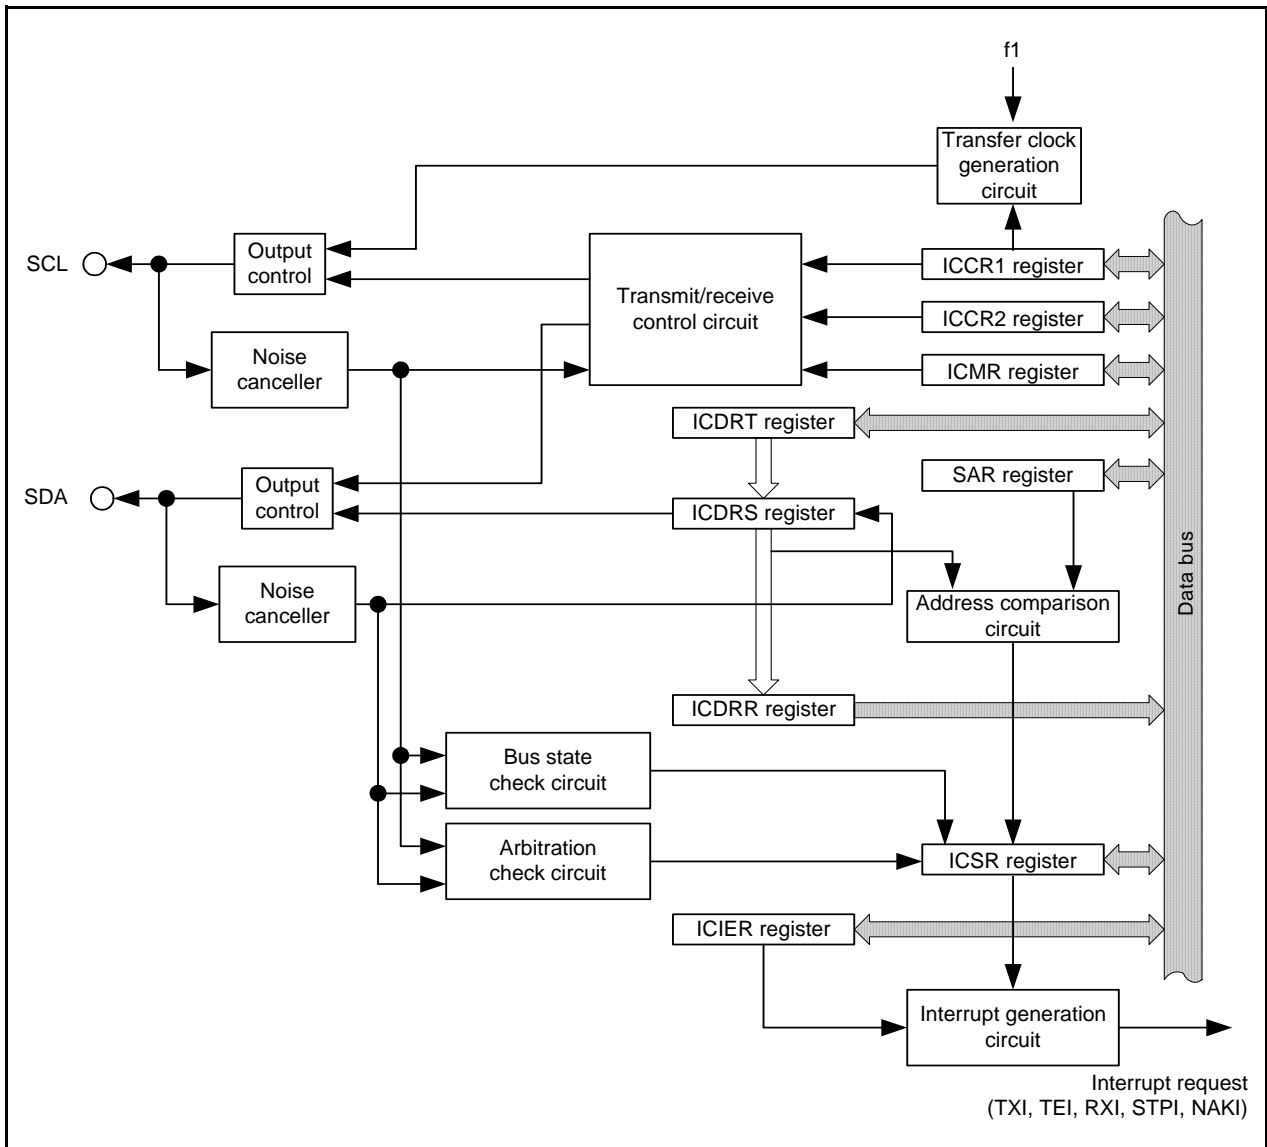 f1
Transfer clock
generation
circuit
SCL
Output
control
Transmit/receive
control circuit
ICCR1 register
ICCR2 register
Noise
canceller
ICMR register
ICDRT register
SAR register
SDA
Output
control
ICDRS register
Data bus
Noise
canceller
Address comparison
circuit
ICDRR register
Bus state
check circuit
Arbitration
check circuit
ICSR register
ICIER register
Interrupt generation
circuit
Interrupt request
(TXI, TEI, RXI, STPI, NAKI)